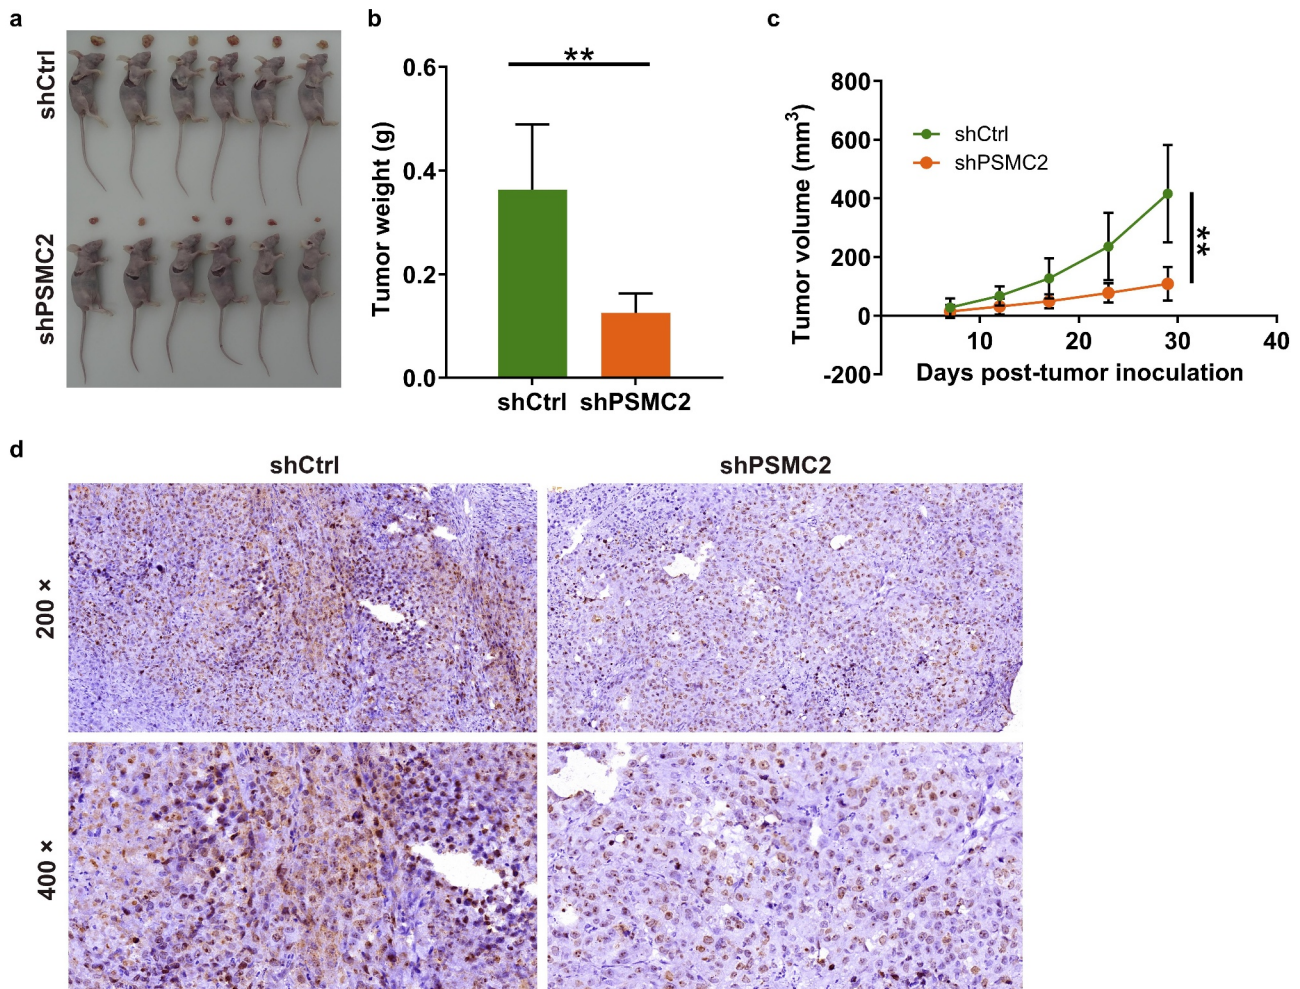 a
shCtrl
shPSMC2
b
**
Tumor weight (g)
0.6
0.4
0.2
0.0
shCtrl shPSMC2
c
Tumor volume (mm³)
800
600
400
200
0
-200
shCtrl
shPSMC2
**
10 20 30 40
Days post-tumor inoculation
d
shCtrl shPSMC2
200 ×
400 ×